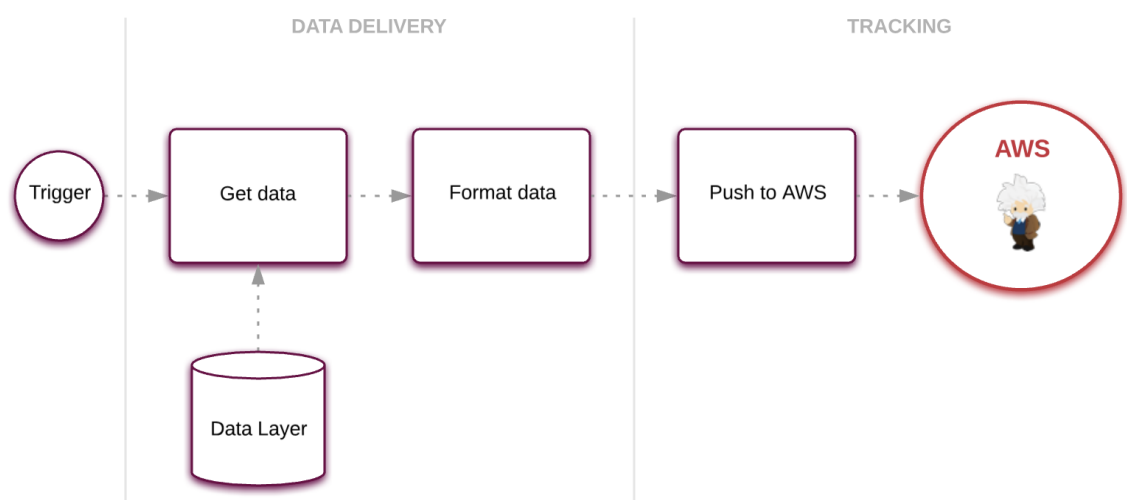 DATA DELIVERY
TRACKING
Trigger
Get data
Format data
Push to AWS
AWS
Data Layer